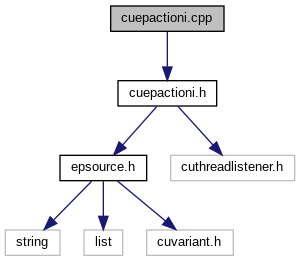 cuepactioni.cpp
cuepactioni.h
epsource.h
cuthreadlistener.h
string
list
cuvariant.h